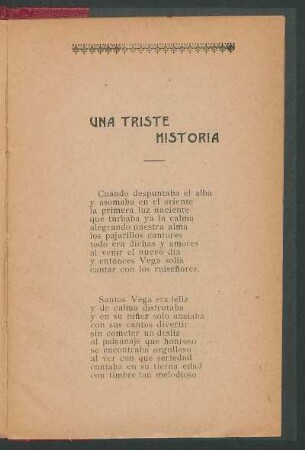 UNA TRISTE
HISTORIA
Cuando despuntaba el alba
y asomaba en el oriente
la primera luz naciente
que turbaba ya la calma
alegrando nuestra alma
los pajarillos cantores
todo era dichas y amores
al venir el nuevo dia
y entonces Vega solía
cantar con los ruiseñores.
Santos Vega era feliz
y de calma disfrutaba
y en su niñez solo ansiaba
con sus cantos divertir
sin cometer un desliz
al paisanaje que honroso
se encontraba orgulloso
al ver con que seriedad
cantaba en su tierna edad
con timbre tan melodioso